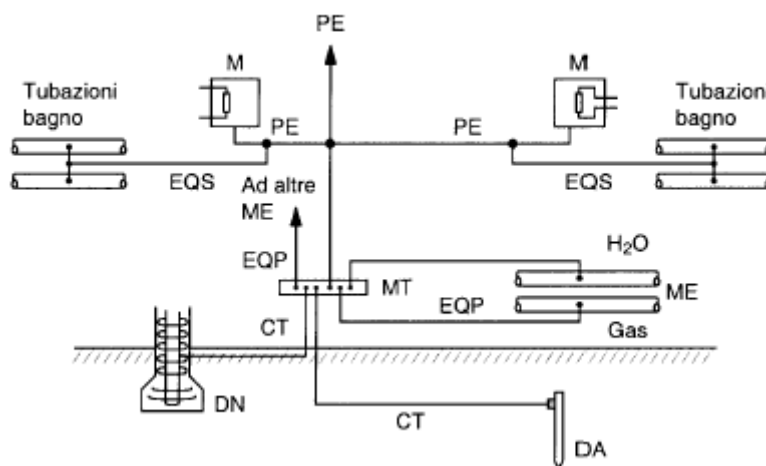 PE
M
M
Tubazioni
bagno
Tubazioni
bagno
PE
PE
EQS
EQS
Ad altre
ME
H₂O
EQP
MT
ME
EQP
CT
Gas
DN
CT
DA